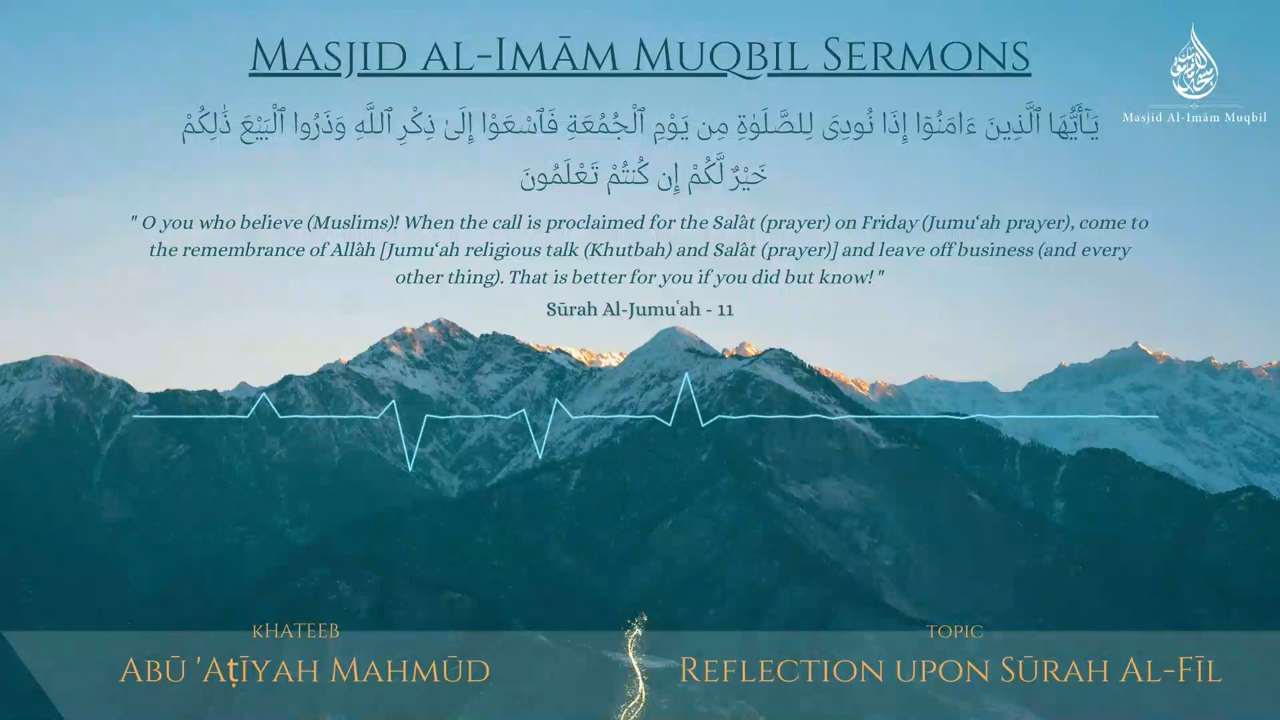 Masjid al-Imām Muqbil Sermons
Masjid Al-Imām Muqbil
يَـٰٓأَيُّهَا ٱلَّذِينَ ءَامَنُوٓا۟ إِذَا نُودِىَ لِلصَّلَوٰةِ مِن يَوْمِ ٱلْجُمُعَةِ فَٱسْعَوْا۟ إِلَىٰ ذِكْرِ ٱللَّهِ وَذَرُوا۟ ٱلْبَيْعَ ذَٰلِكُمْ
خَيْرٌ لَّكُمْ إِن كُنتُمْ تَعْلَمُونَ
" O you who believe (Muslims)! When the call is proclaimed for the Salât (prayer) on Friday (Jumu‘ah prayer), come to
the remembrance of Allâh [Jumu‘ah religious talk (Khutbah) and Salât (prayer)] and leave off business (and every
other thing). That is better for you if you did but know! "
Sūrah Al-Jumuʿah - 11
kHATEEB
Abū 'Aṭīyah Mahmūd
TOPIC
Reflection upon Sūrah Al-Fīl